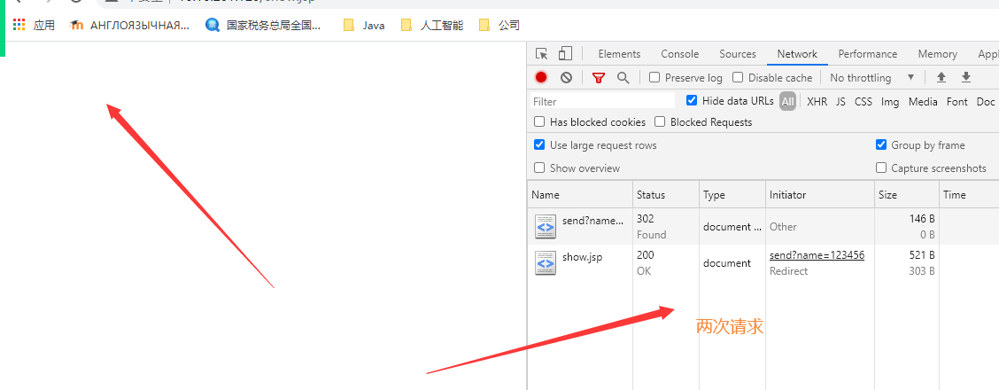 应用 АНГЛОЯЗЫЧНАЯ... 国家税务总局全国... Java 人工智能 公司
Elements Console Sources Network Performance Memory
Preserve log Disable cache No throttling
Filter Hide data URLs All XHR JS CSS Img Media Font Doc
Has blocked cookies Blocked Requests
Use large request rows Group by frame
Show overview Capture screenshots
Name Status Type Initiator Size Time
send?name... 302 document ... Other 146 B
Found 0 B
show.jsp 200 document send?name=123456 521 B
OK Redirect 303 B
两次请求